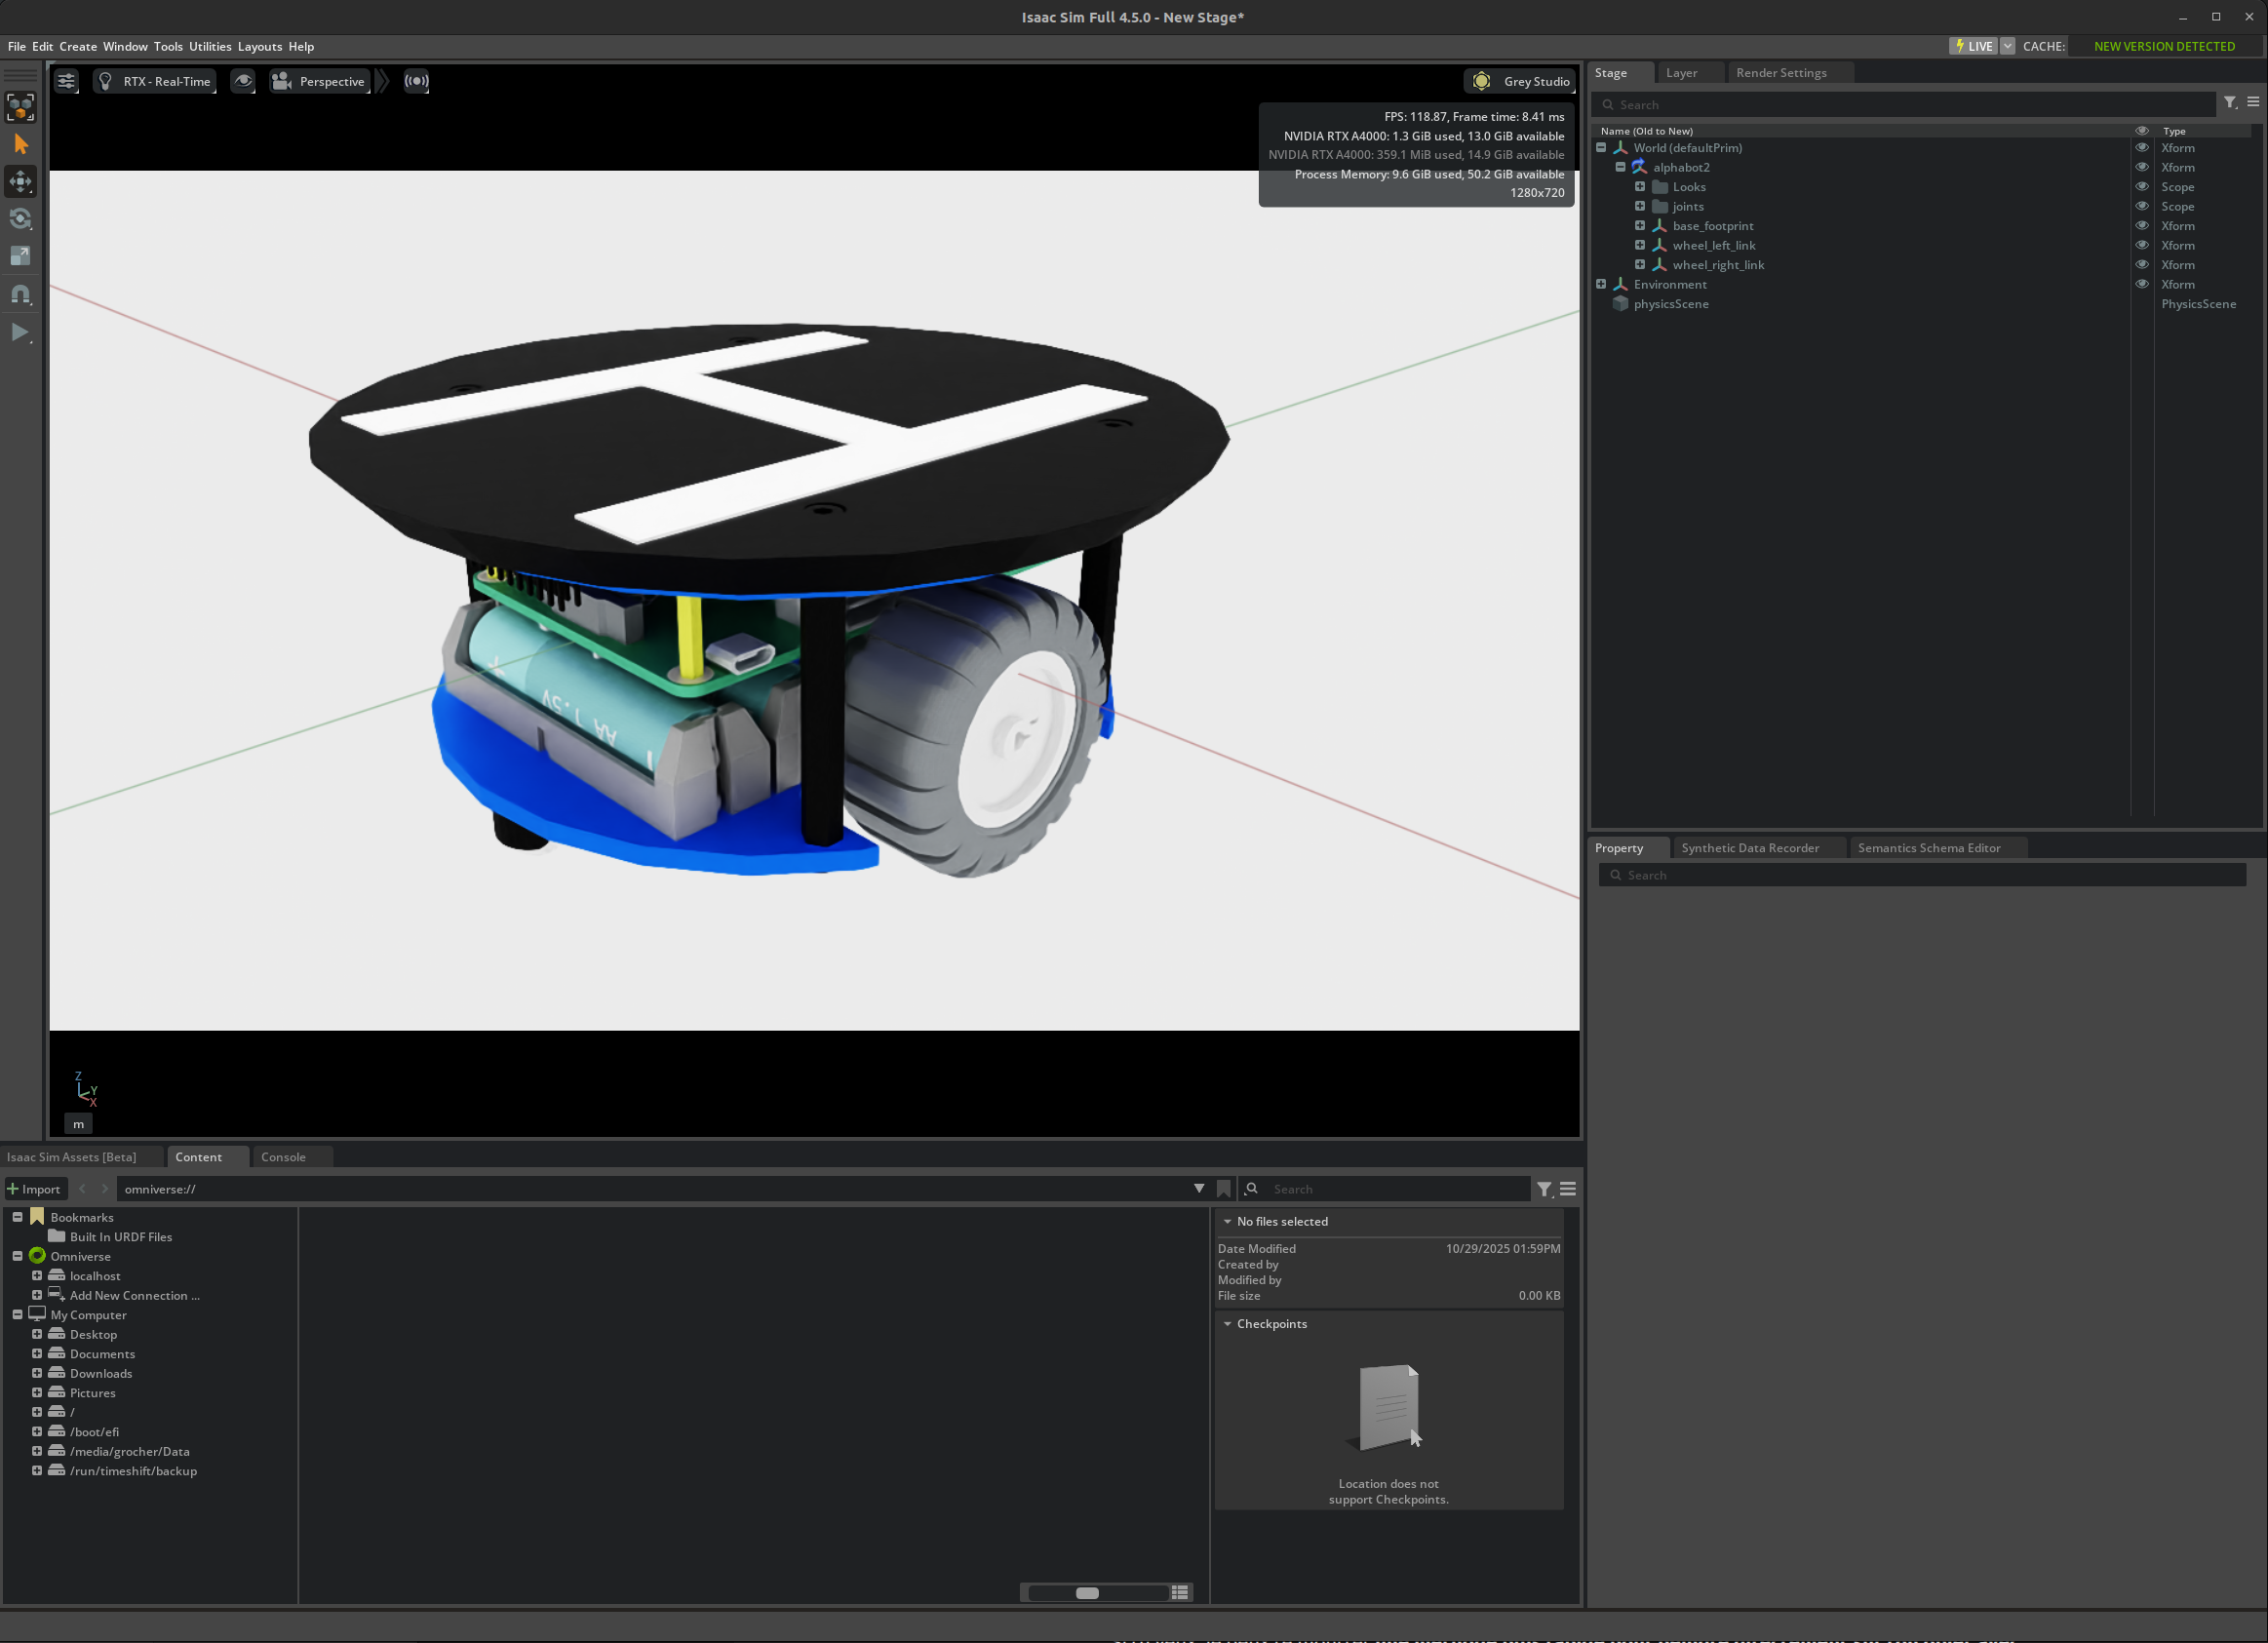 Isaac Sim Full 4.5.0 - New Stage*
File Edit Create Window Tools Utilities Layouts Help
LIVE CACHE: NEW VERSION DETECTED
RTX - Real-Time Perspective Grey Studio
FPS: 118.87, Frame time: 8.41 ms
NVIDIA RTX A4000: 1.3 GiB used, 13.0 GiB available
NVIDIA RTX A4000: 359.1 MiB used, 14.9 GiB available
Process Memory: 9.6 GiB used, 50.2 GiB available
1280x720
AA 1.5V
Z
Y
X
m
Stage Layer Render Settings
Search
Name (Old to New) Type
World (defaultPrim) Xform
alphabot2 Xform
Looks Scope
joints Scope
base_footprint Xform
wheel_left_link Xform
wheel_right_link Xform
Environment Xform
physicsScene PhysicsScene
Property Synthetic Data Recorder Semantics Schema Editor
Search
Isaac Sim Assets [Beta] Content Console
Import omniverse:// Search
Bookmarks
Built In URDF Files
Omniverse
localhost
Add New Connection ...
My Computer
Desktop
Documents
Downloads
Pictures
/
/boot/efi
/media/grocher/Data
/run/timeshift/backup
No files selected
Date Modified 10/29/2025 01:59PM
Created by
Modified by
File size 0.00 KB
Checkpoints
Location does not
support Checkpoints.